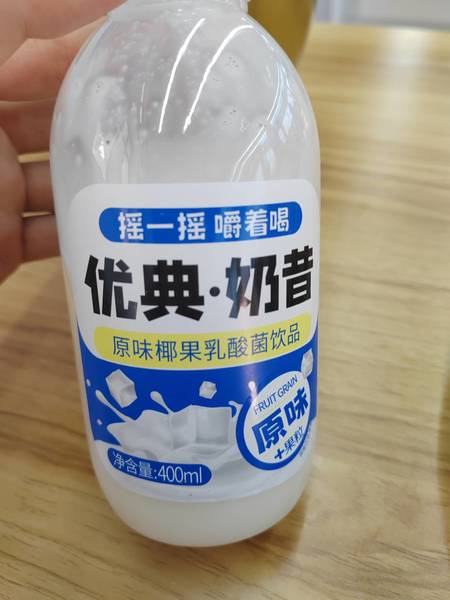 摇一摇 嚼着喝
优典·奶昔
原味椰果乳酸菌饮品
FRUIT GRAIN
原味
+果粒
净含量:400ml